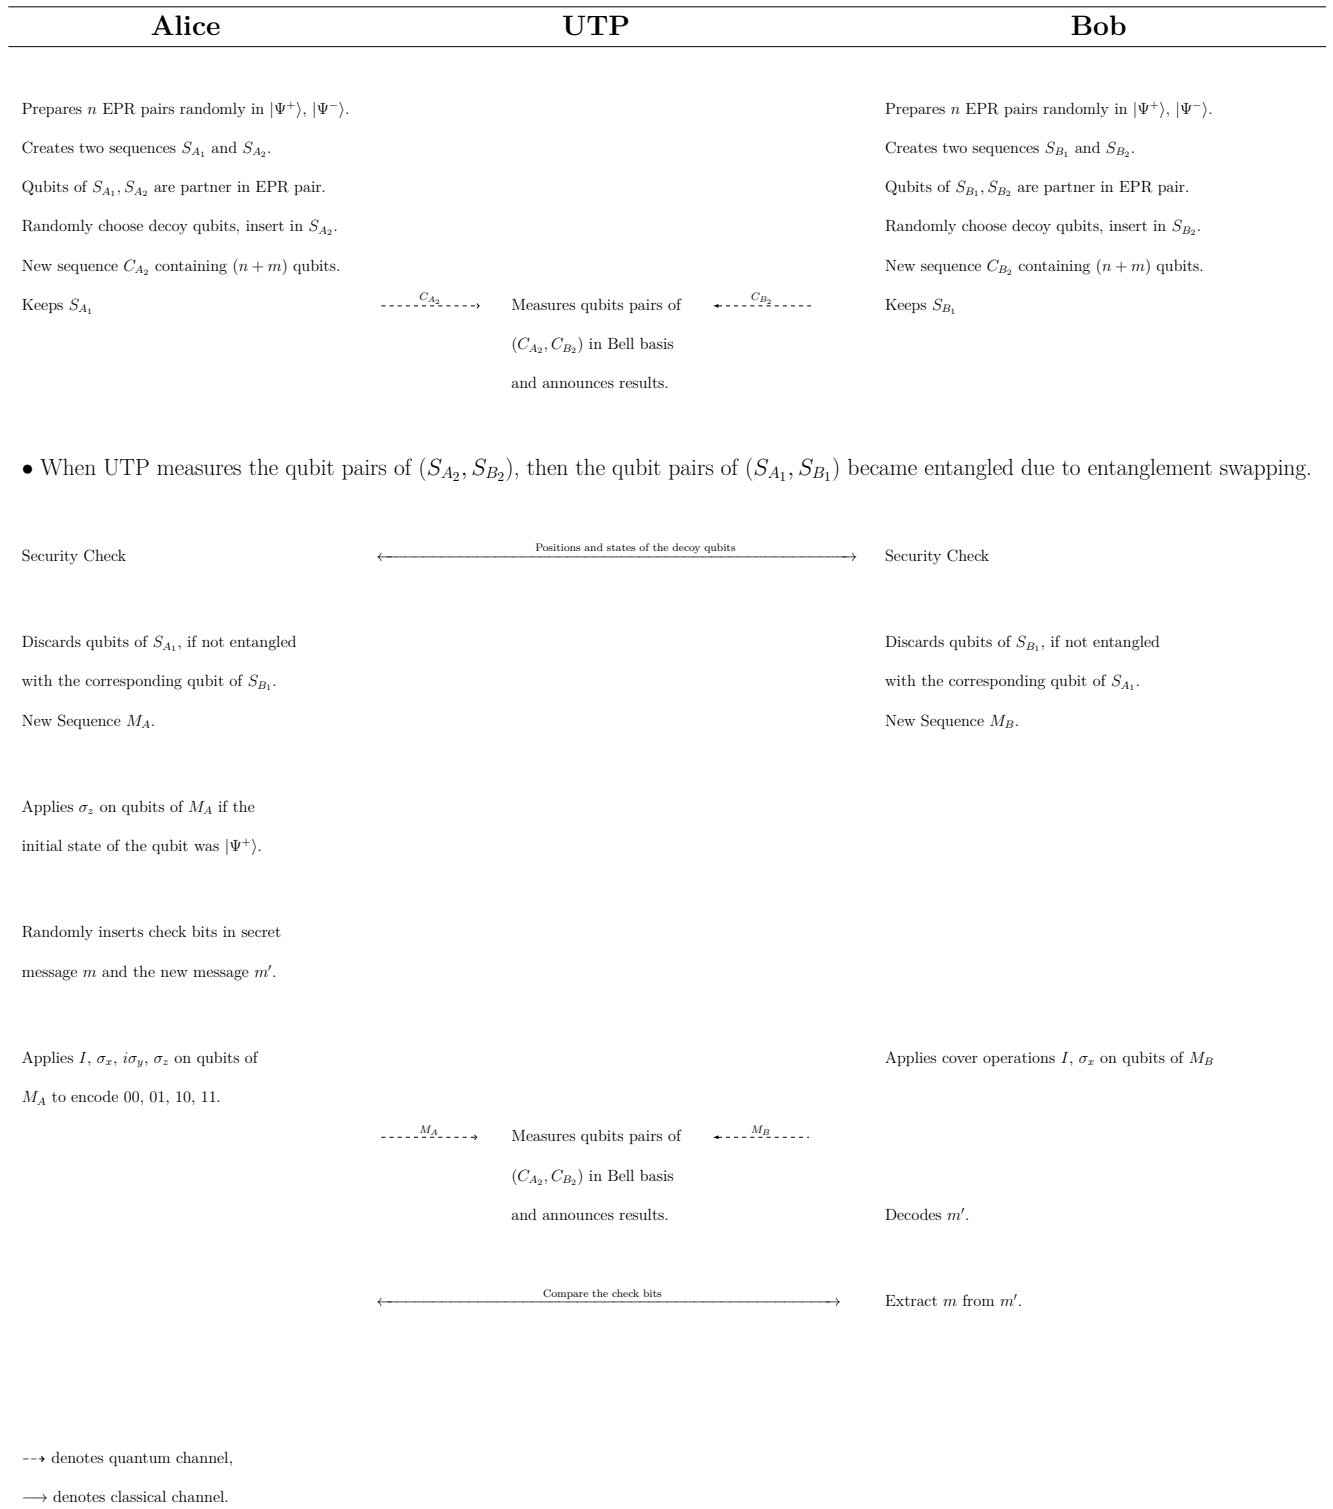 Alice UTP Bob
Prepares n EPR pairs randomly in |Ψ⁺⟩, |Ψ⁻⟩. Prepares n EPR pairs randomly in |Ψ⁺⟩, |Ψ⁻⟩.
Creates two sequences S_{A_1} and S_{A_2}. Creates two sequences S_{B_1} and S_{B_2}.
Qubits of S_{A_1}, S_{A_2} are partner in EPR pair. Qubits of S_{B_1}, S_{B_2} are partner in EPR pair.
Randomly choose decoy qubits, insert in S_{A_2}. Randomly choose decoy qubits, insert in S_{B_2}.
New sequence C_{A_2} containing (n + m) qubits. New sequence C_{B_2} containing (n + m) qubits.
Keeps S_{A_1} C_{A_2} Measures qubits pairs of C_{B_2} Keeps S_{B_1}
(C_{A_2}, C_{B_2}) in Bell basis
and announces results.
• When UTP measures the qubit pairs of (S_{A_2}, S_{B_2}), then the qubit pairs of (S_{A_1}, S_{B_1}) became entangled due to entanglement swapping.
Security Check Positions and states of the decoy qubits Security Check
Discards qubits of S_{A_1}, if not entangled Discards qubits of S_{B_1}, if not entangled
with the corresponding qubit of S_{B_1}. with the corresponding qubit of S_{A_1}.
New Sequence M_A. New Sequence M_B.
Applies σ_z on qubits of M_A if the
initial state of the qubit was |Ψ⁺⟩.
Randomly inserts check bits in secret
message m and the new message m′.
Applies I, σ_x, iσ_y, σ_z on qubits of Applies cover operations I, σ_x on qubits of M_B
M_A to encode 00, 01, 10, 11.
M_A Measures qubits pairs of M_B
(C_{A_2}, C_{B_2}) in Bell basis
and announces results. Decodes m′.
Compare the check bits Extract m from m′.
⇢ denotes quantum channel,
⟶ denotes classical channel.